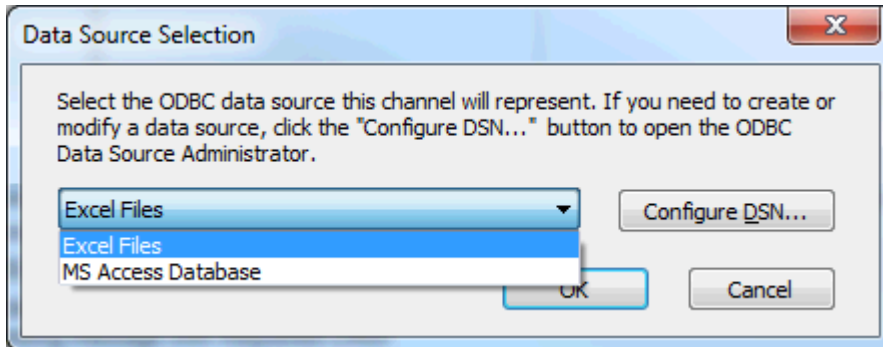 Data Source Selection
Select the ODBC data source this channel will represent. If you need to create or
modify a data source, click the "Configure DSN..." button to open the ODBC
Data Source Administrator.
Excel Files
Configure DSN...
Excel Files
MS Access Database
OK
Cancel